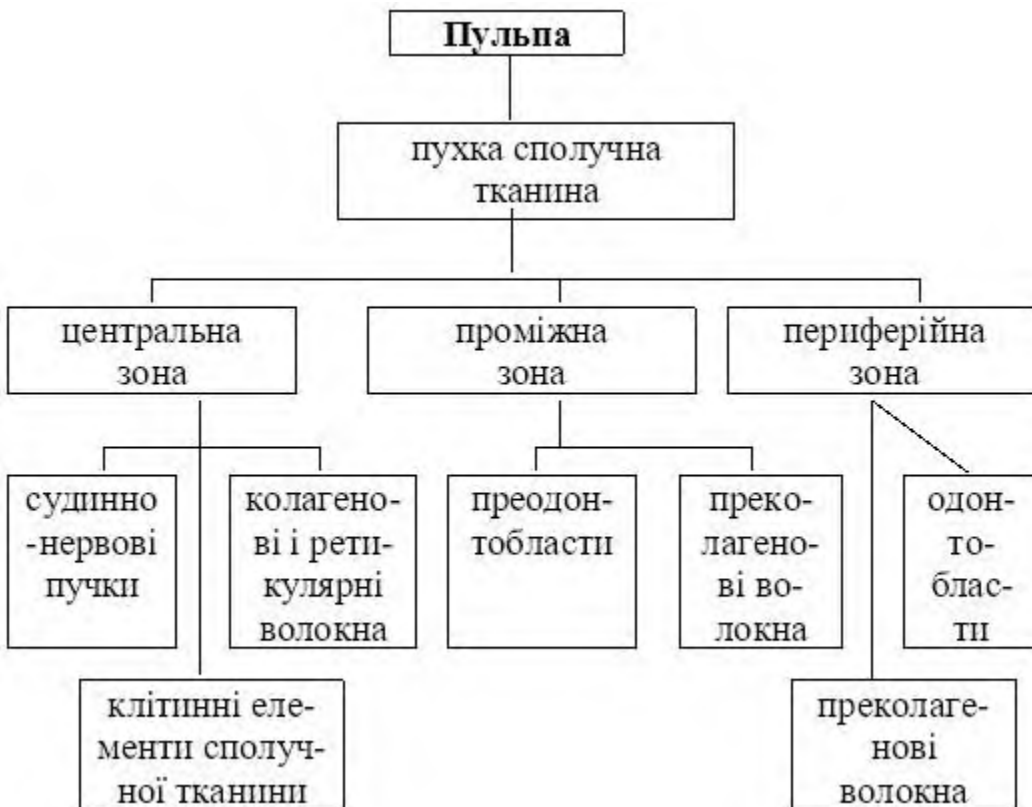 Пульпа
пухка сполучна
тканина
центральна
зона
проміжна
зона
периферійна
зона
судинно
-нервові
пучки
колагено-
ві і рети-
кулярні
волокна
преодон-
тобласти
преко-
лагено-
ві во-
локна
одон-
то-
блас-
ти
клітинні еле-
менти сполуч-
ної тканини
преколаге-
нові
волокна